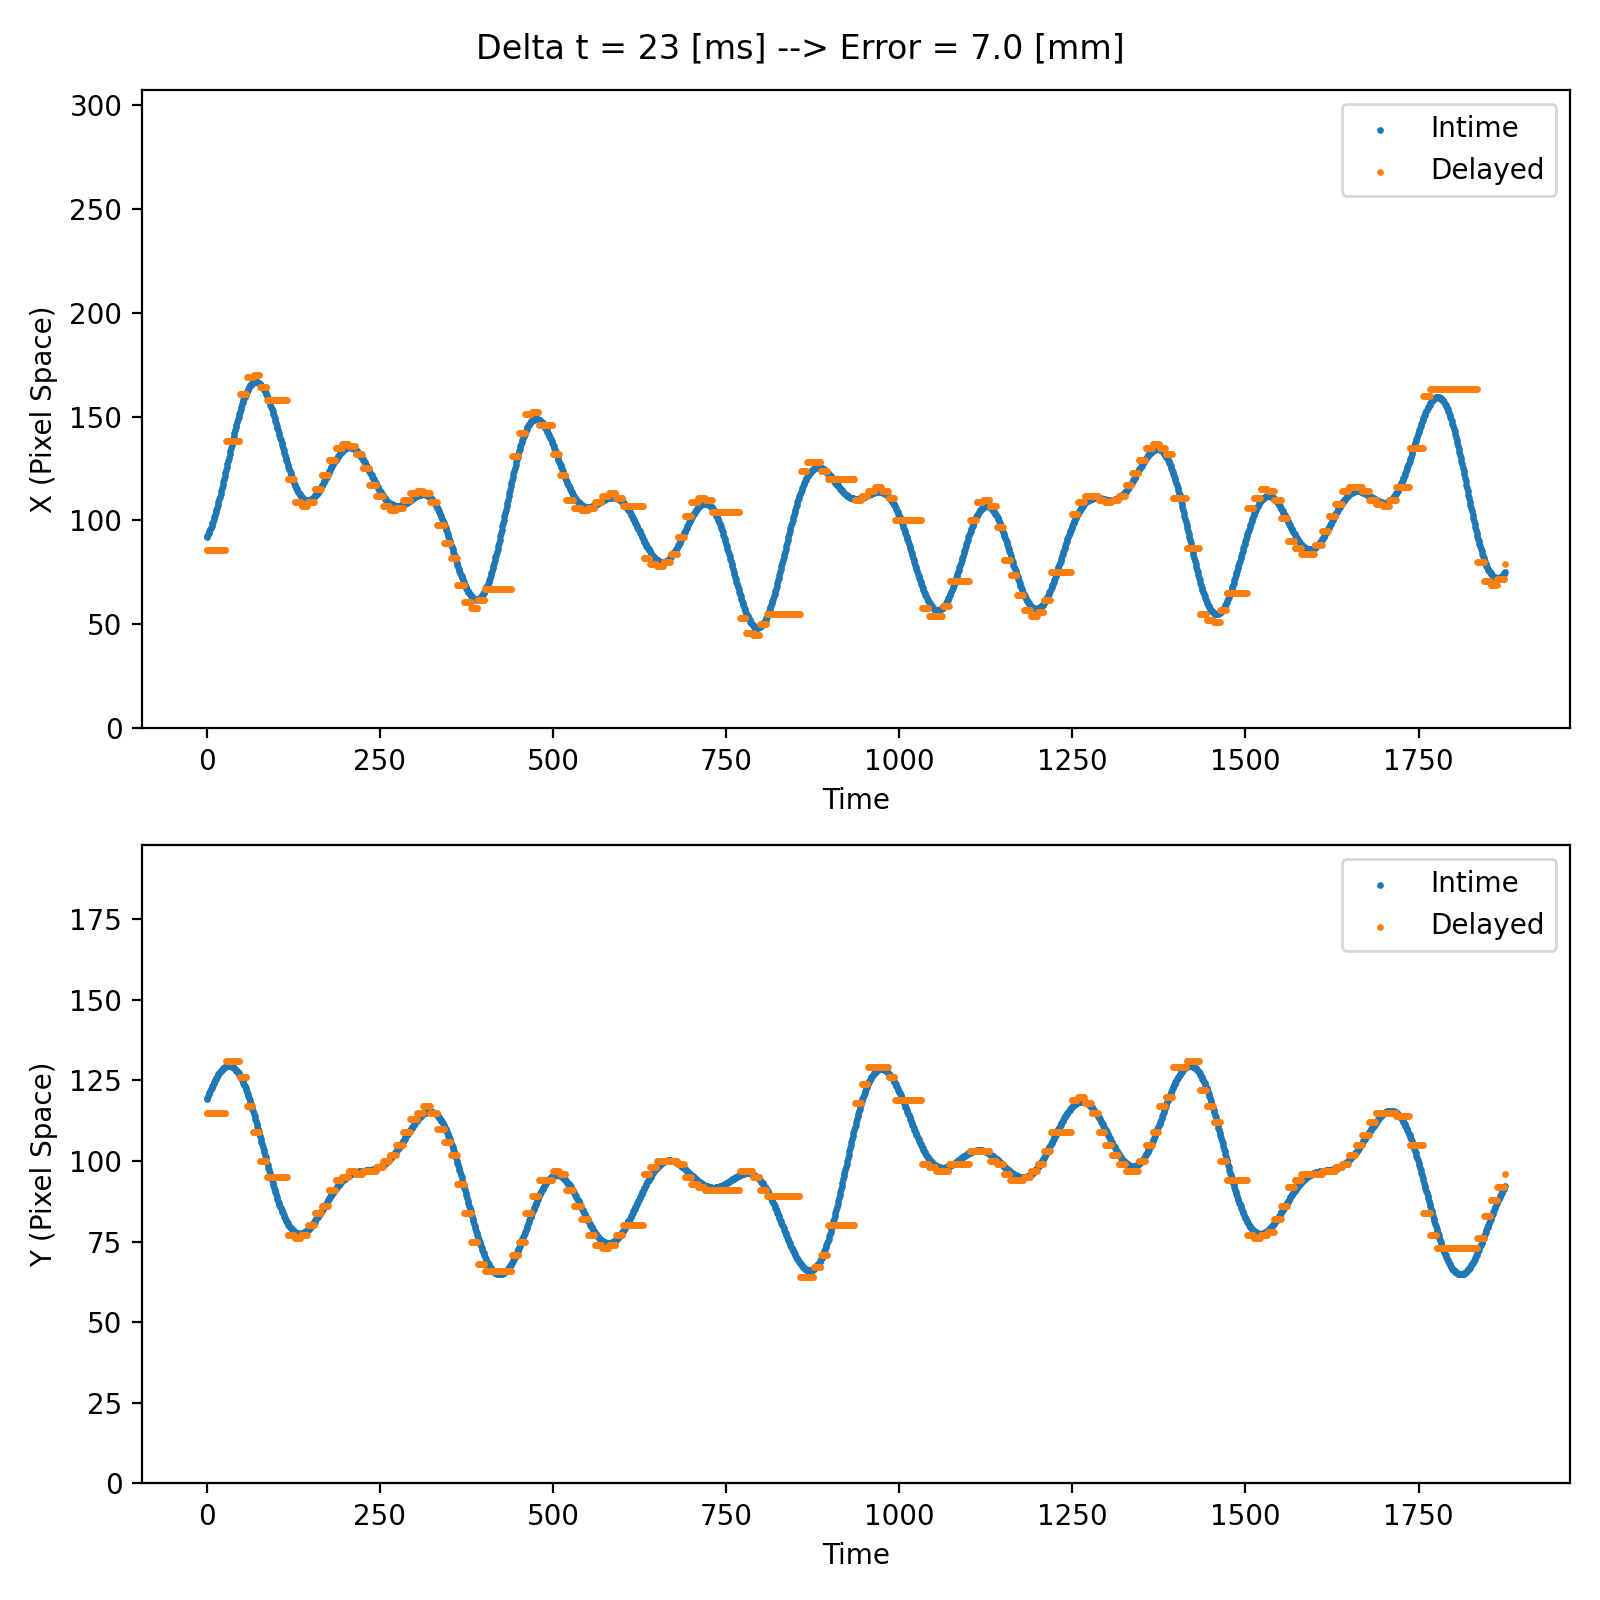 Delta t = 23 [ms] --> Error = 7.0 [mm]
300
250
200
150
100
50
0
X (Pixel Space)
Intime
Delayed
0 250 500 750 1000 1250 1500 1750
Time
175
150
125
100
75
50
25
0
Y (Pixel Space)
Intime
Delayed
0 250 500 750 1000 1250 1500 1750
Time